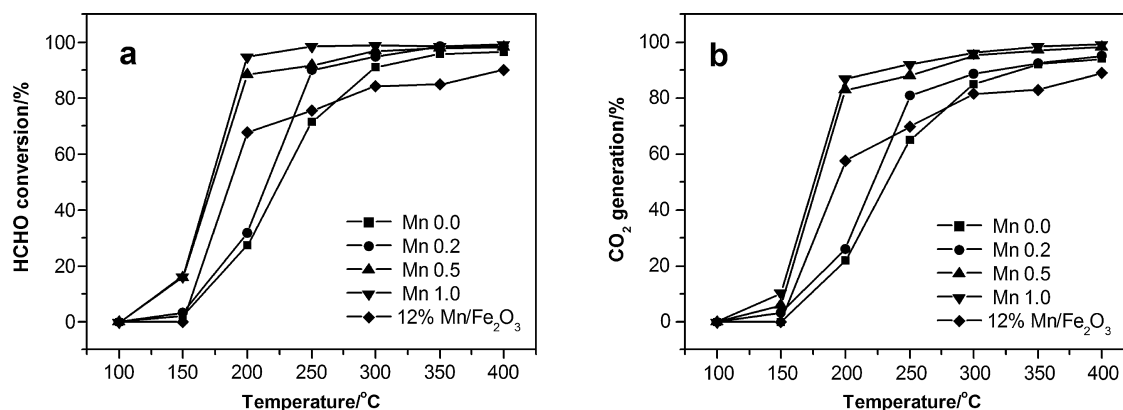 a
100
80
60
40
20
0
HCHO conversion/%
Mn 0.0
Mn 0.2
Mn 0.5
Mn 1.0
12% Mn/Fe₂O₃
100 150 200 250 300 350 400
Temperature/°C
b
100
80
60
40
20
0
CO₂ generation/%
Mn 0.0
Mn 0.2
Mn 0.5
Mn 1.0
12% Mn/Fe₂O₃
100 150 200 250 300 350 400
Temperature/°C